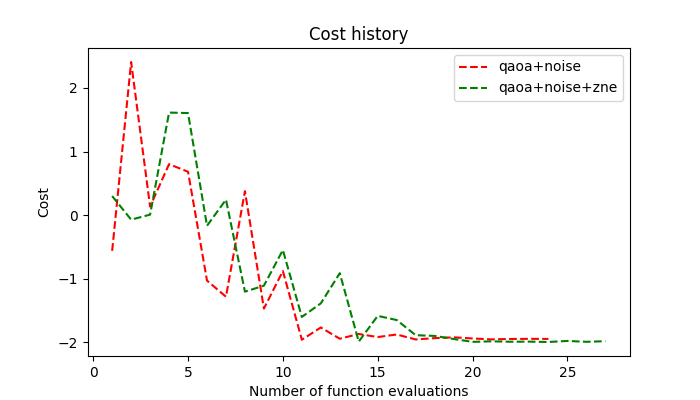 Cost history
qaoa+noise
qaoa+noise+zne
Cost
2
1
0
−1
−2
0 5 10 15 20 25
Number of function evaluations